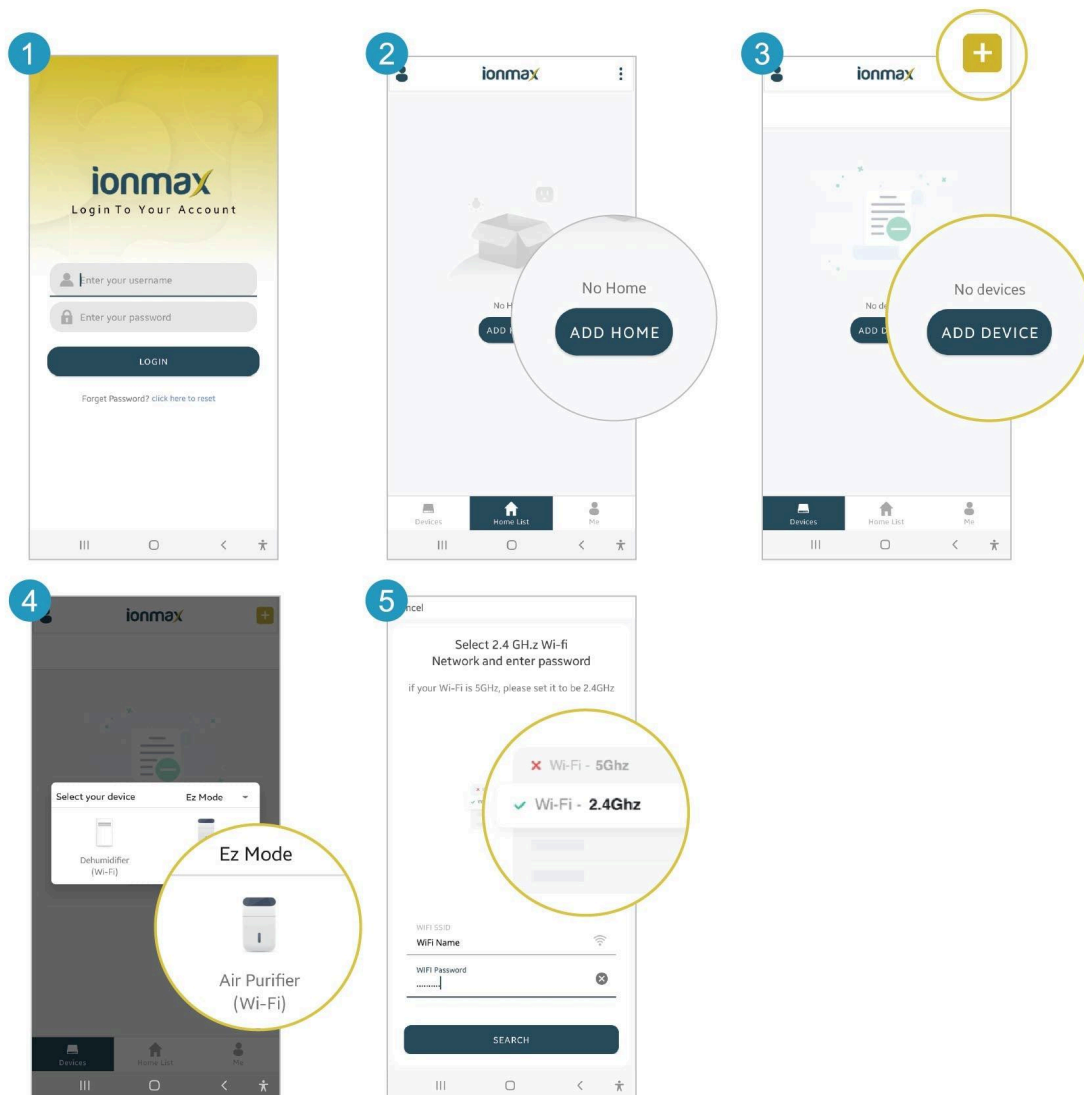 1
ionmax
Login To Your Account
Enter your username
Enter your password
LOGIN
Forget Password? click here to reset
2
ionmax
No H
ADD
No Home
ADD HOME
Devices
Home List
Me
3
ionmax
+
No de
ADD D
No devices
ADD DEVICE
Devices
Home List
Me
4
ionmax
+
Select your device
Ez Mode
Dehumidifier
(Wi-Fi)
Ez Mode
Air Purifier
(Wi-Fi)
Devices
Home List
Me
5
ncel
Select 2.4 GH.z Wi-fi
Network and enter password
if your Wi-Fi is 5GHz, please set it to be 2.4GHz
Wi-Fi - 5Ghz
Wi-Fi - 2.4Ghz
WIFI SSID
WiFi Name
WIFI Password
SEARCH